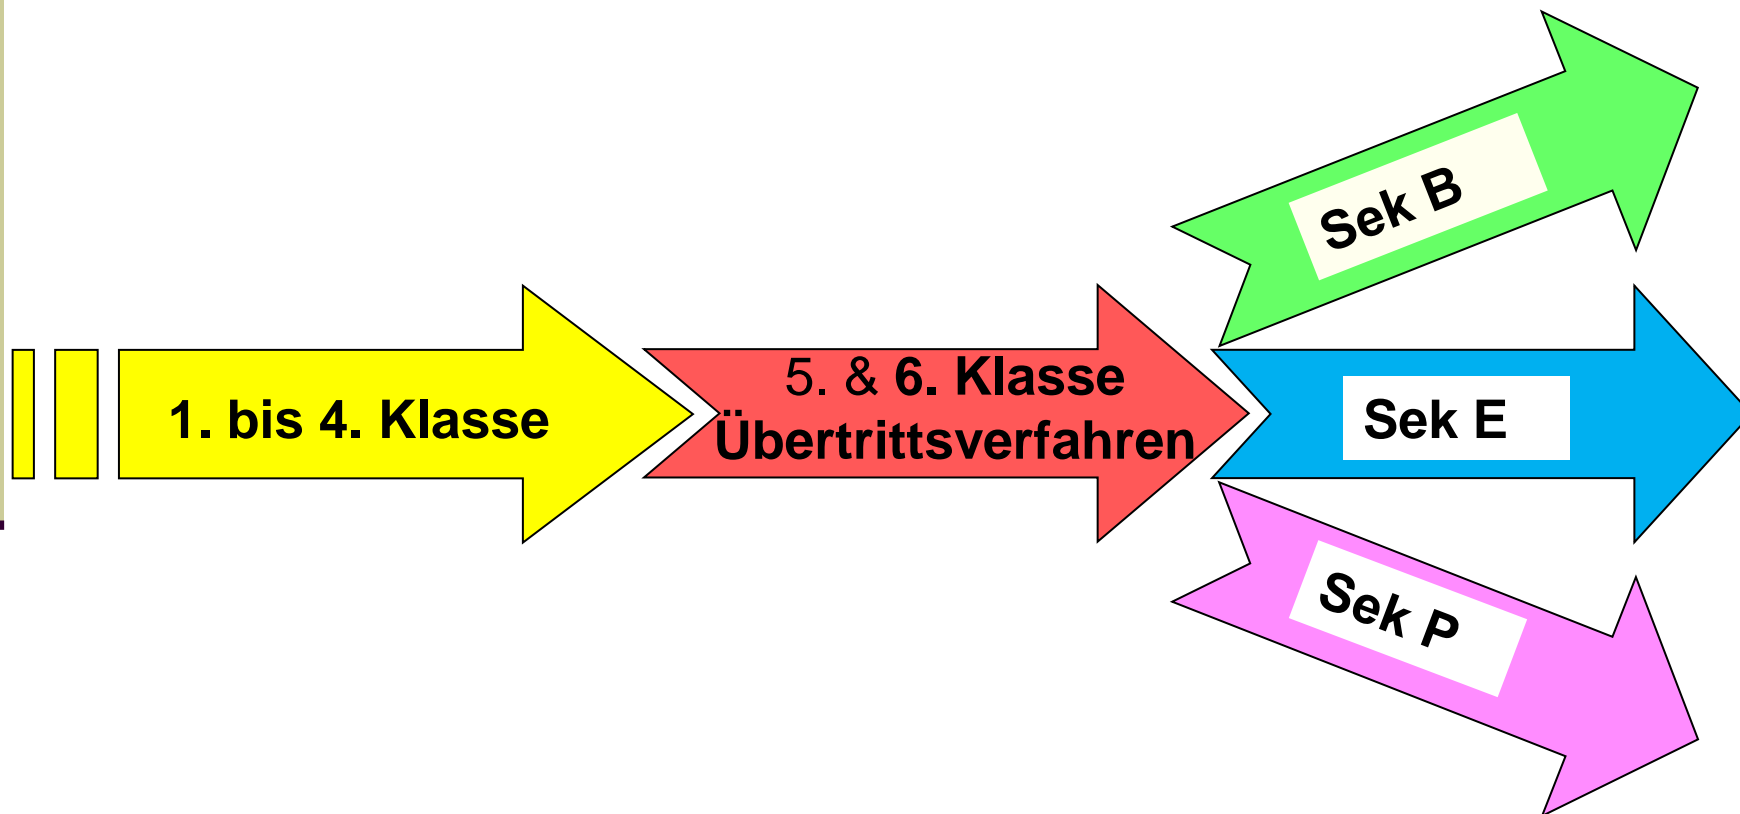 1. bis 4. Klasse
5. & 6. Klasse
Übertrittsverfahren
Sek B
Sek E
Sek P